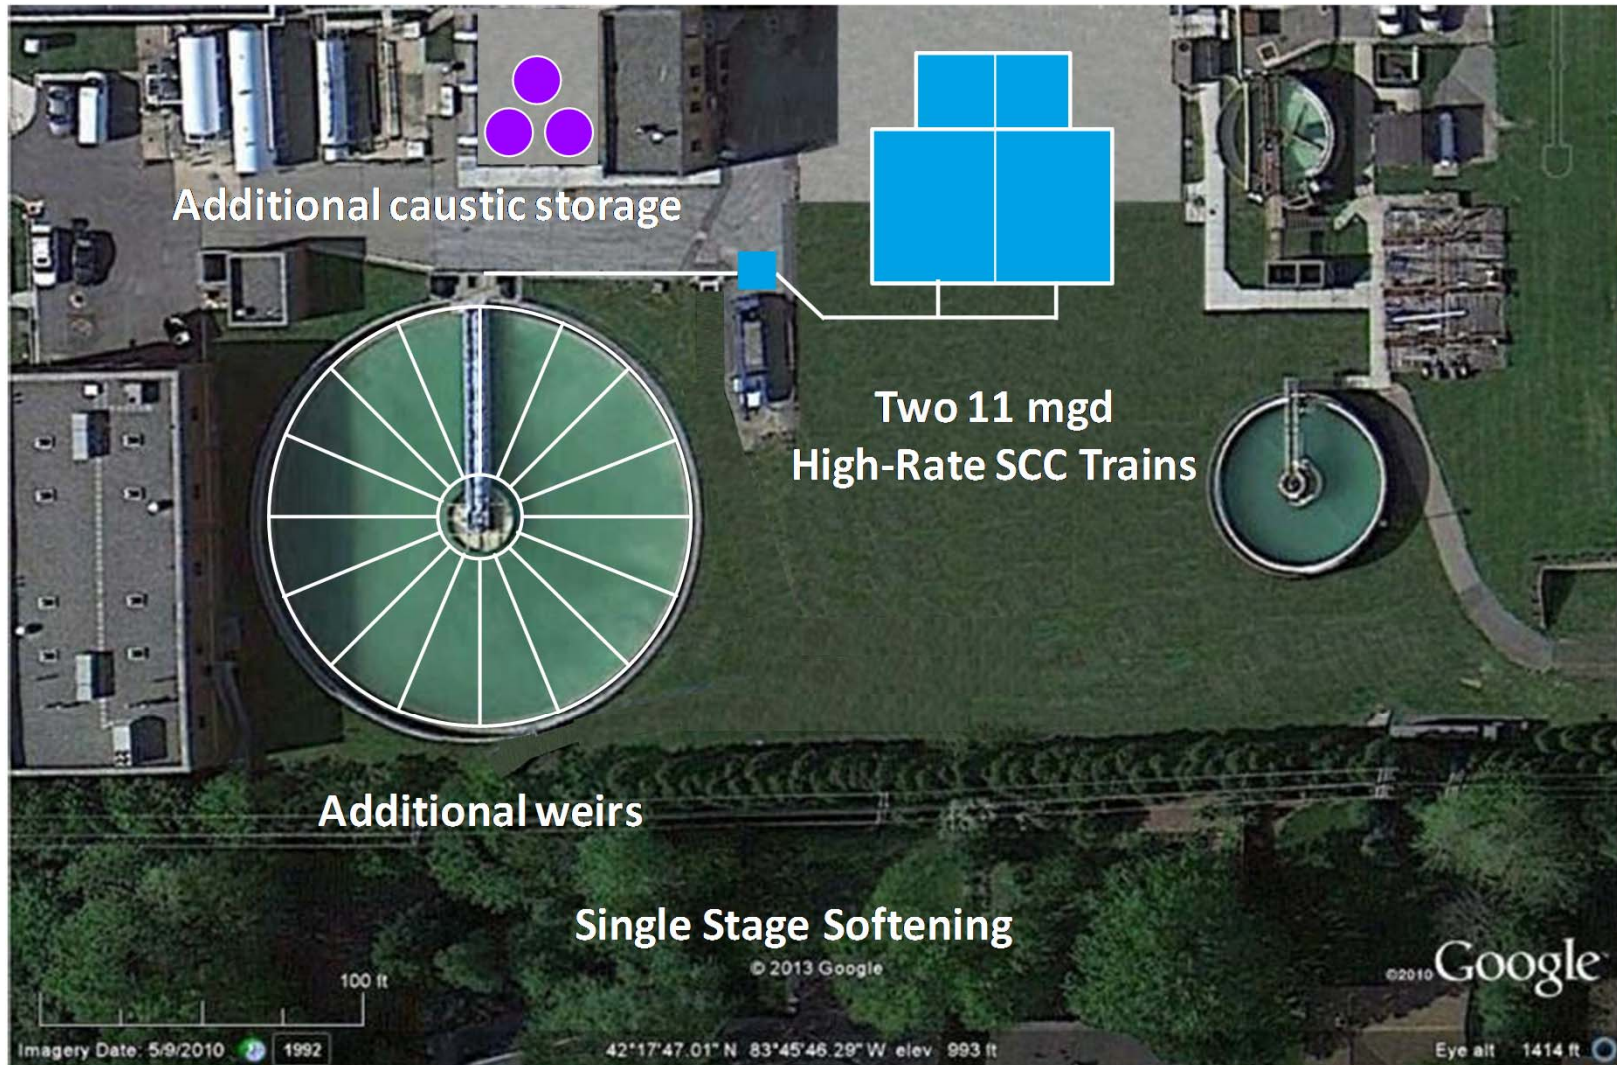 Additional caustic storage
Two 11 mgd
High-Rate SCC Trains
Additional weirs
Single Stage Softening
© 2013 Google
©2010 Google
100 ft
Imagery Date: 5/9/2010 1992
42°17'47.01" N 83°45'46.29" W elev 993 ft
Eye alt 1414 ft